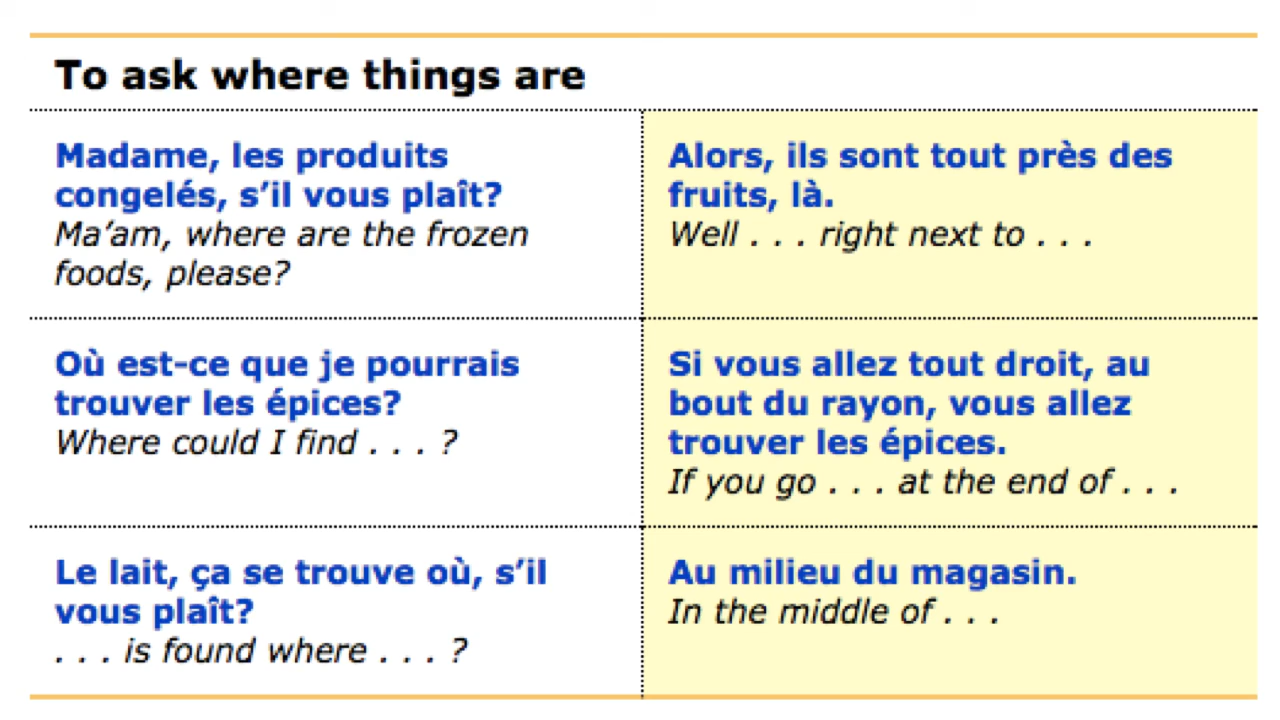 To ask where things are
Madame, les produits
congelés, s’il vous plaît?
Ma’am, where are the frozen
foods, please?
Alors, ils sont tout près des
fruits, là.
Well . . . right next to . . .
Où est-ce que je pourrais
trouver les épices?
Where could I find . . . ?
Si vous allez tout droit, au
bout du rayon, vous allez
trouver les épices.
If you go . . . at the end of . . .
Le lait, ça se trouve où, s’il
vous plaît?
. . . is found where . . . ?
Au milieu du magasin.
In the middle of . . .